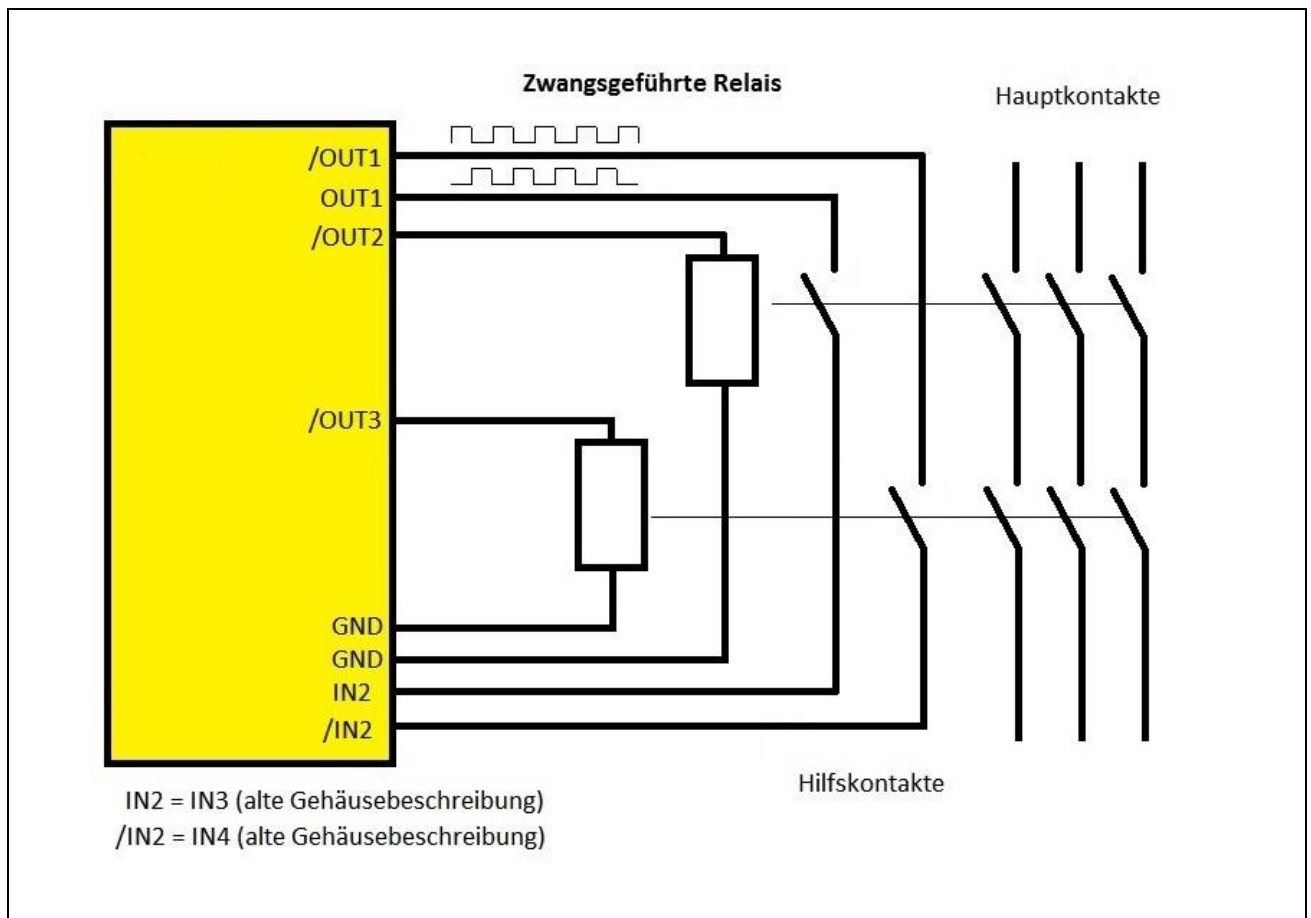 Zwangsgeführte Relais
Hauptkontakte
/OUT1
OUT1
/OUT2
/OUT3
GND
GND
IN2
/IN2
Hilfskontakte
IN2 = IN3 (alte Gehäusebeschreibung)
/IN2 = IN4 (alte Gehäusebeschreibung)